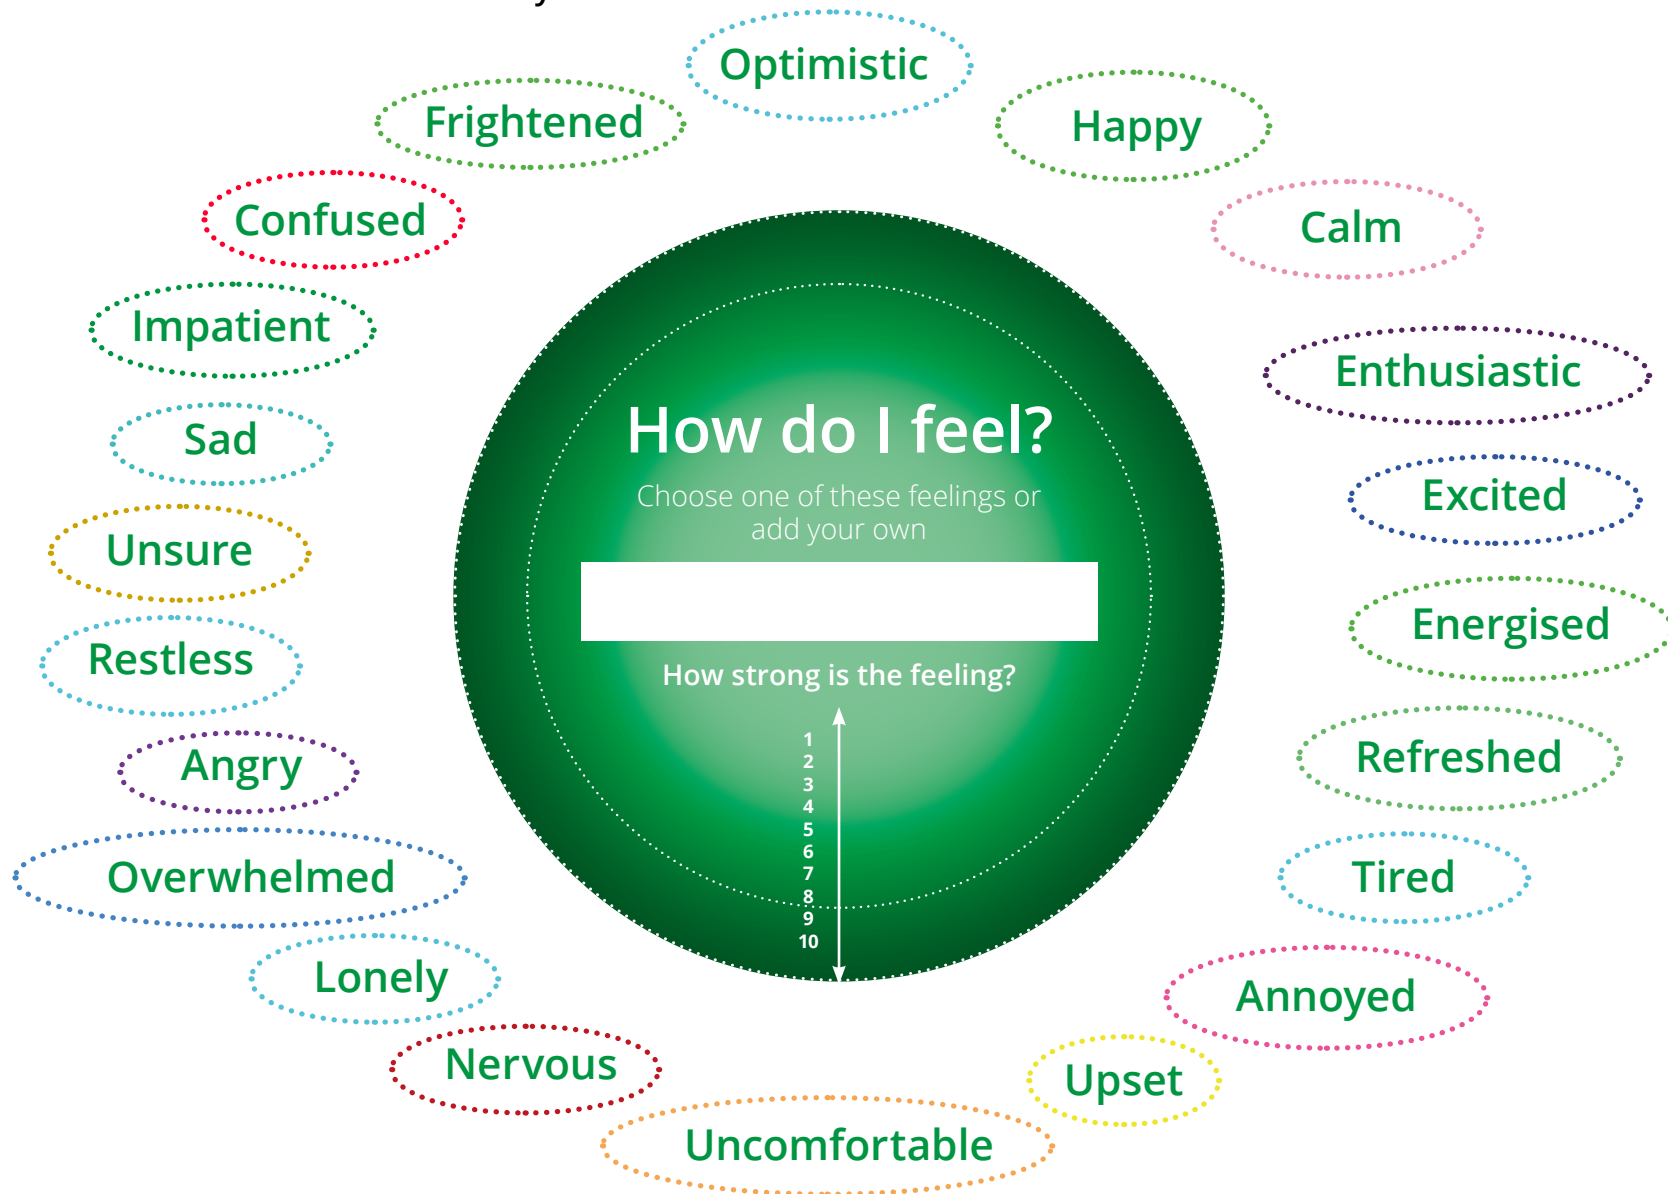 Optimistic
Frightened
Happy
Confused
Calm
Impatient
Enthusiastic
Sad
Excited
Unsure
Energised
Restless
Refreshed
Angry
Tired
Overwhelmed
Lonely
Annoyed
Nervous
Upset
Uncomfortable
How do I feel?
Choose one of these feelings or
add your own
How strong is the feeling?
1
2
3
4
5
6
7
8
9
10